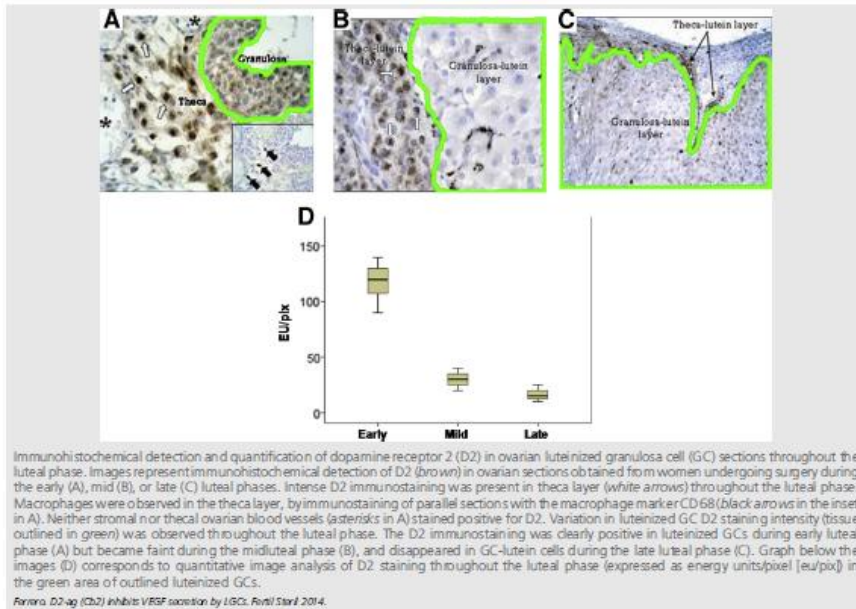 A
B
C
Granulosa
Theca
*
*
Theca-lutein
layer
Granulosa-lutein
layer
Theca-lutein
layer
Granulosa-lutein
layer
D
EU/pix
150
100
50
0
Early
Mild
Late
Immunohistochemical detection and quantification of dopamine receptor 2 (D2) in ovarian luteinized granulosa cell (GC) sections throughout the
luteal phase. Images represent immunohistochemical detection of D2 (brown) in ovarian sections obtained from women undergoing surgery during
the early (A), mid (B), or late (C) luteal phases. Intense D2 immunostaining was present in theca layer (white arrows) throughout the luteal phase.
Macrophages were observed in the theca layer, by immunostaining of parallel sections with the macrophage marker CD68 (black arrows in the inset
in A). Neither stromal nor thecal ovarian blood vessels (asterisks in A) stained positive for D2. Variation in luteinized GC D2 staining intensity (tissue
outlined in green) was observed throughout the luteal phase. The D2 immunostaining was clearly positive in luteinized GCs during early luteal
phase (A) but became faint during the midluteal phase (B), and disappeared in GC-lutein cells during the late luteal phase (C). Graph below the
images (D) corresponds to quantitative image analysis of D2 staining throughout the luteal phase (expressed as energy units/pixel [eu/pix]) in
the green area of outlined luteinized GCs.
Ferrero. D2-ag (Cb2) inhibits VEGF secretion by LGCs. Fertil Steril 2014.